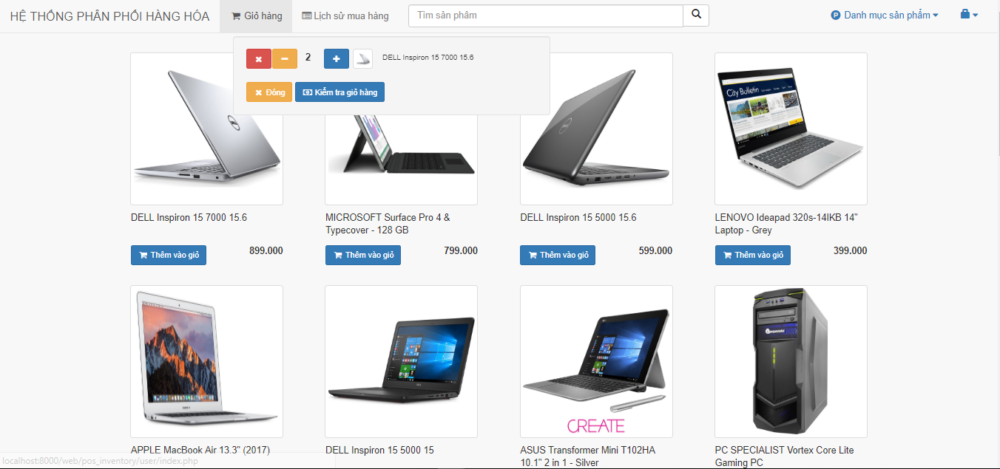 HỆ THỐNG PHÂN PHỐI HÀNG HÓA
Giỏ hàng
Lịch sử mua hàng
Tìm sản phẩm
Danh mục sản phẩm
2
DELL Inspiron 15 7000 15.6
Đóng
Kiểm tra giỏ hàng
City Bulletin
DELL Inspiron 15 7000 15.6
MICROSOFT Surface Pro 4 &
Typecover - 128 GB
DELL Inspiron 15 5000 15.6
LENOVO Ideapad 320s-14IKB 14"
Laptop - Grey
Thêm vào giỏ
899.000
Thêm vào giỏ
799.000
Thêm vào giỏ
599.000
Thêm vào giỏ
399.000
CREATE
APPLE MacBook Air 13.3" (2017)
DELL Inspiron 15 5000 15
ASUS Transformer Mini T102HA
10.1" 2 in 1 - Silver
PC SPECIALIST Vortex Core Lite
Gaming PC
localhost:8000/web/pos_inventory/user/index.php